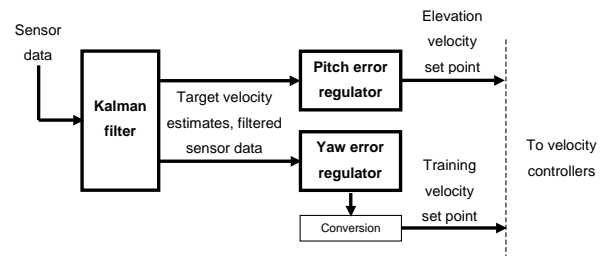 Sensor
data
Kalman
filter
Target velocity
estimates, filtered
sensor data
Pitch error
regulator
Yaw error
regulator
Conversion
Elevation
velocity
set point
Training
velocity
set point
To velocity
controllers